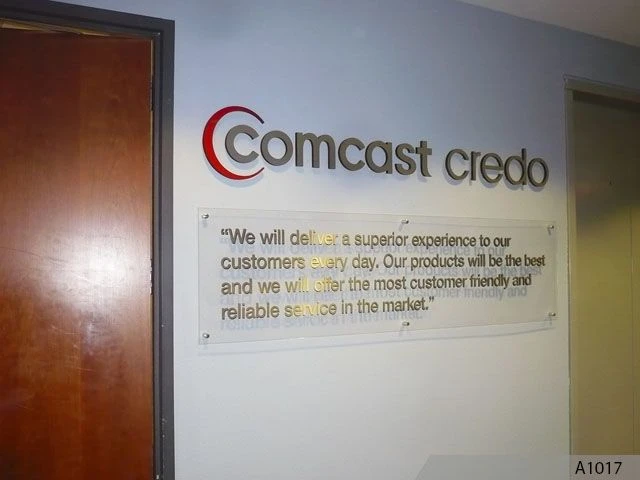 comcast credo
“We will deliver a superior experience to our
customers every day. Our products will be the best
and we will offer the most customer friendly and
reliable service in the market.”
A1017